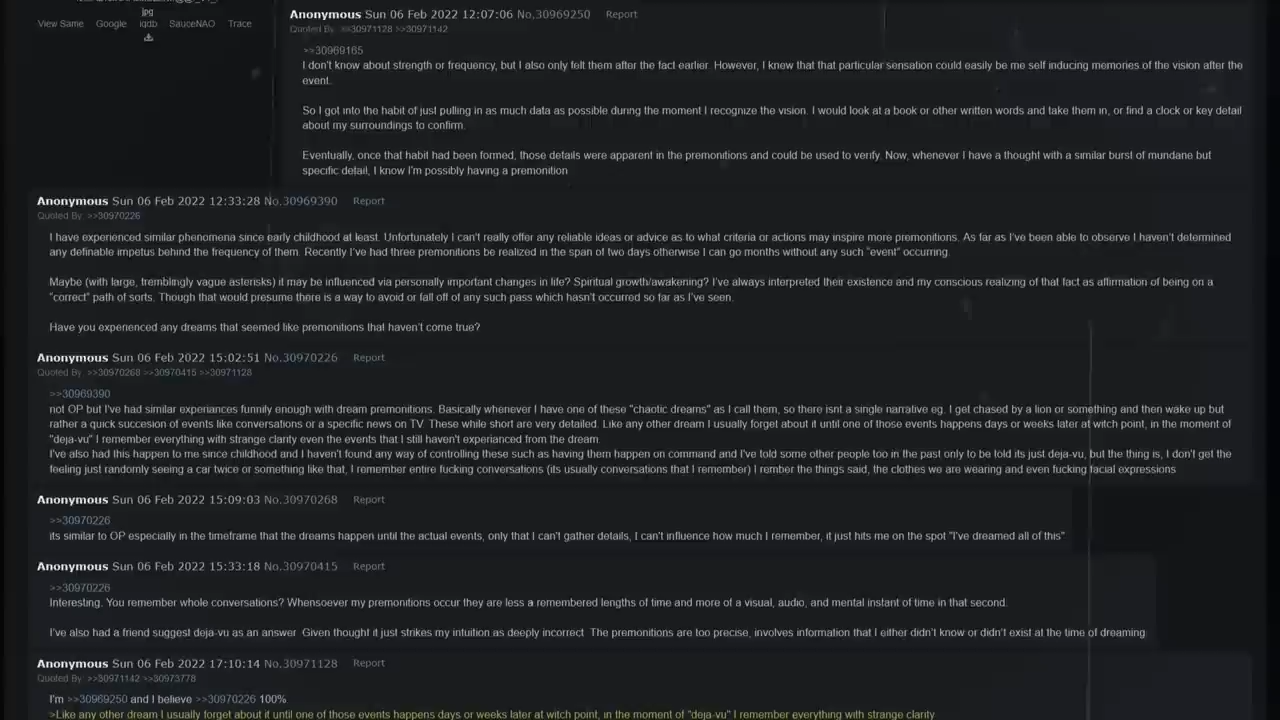 jpg
View Same Google iqdb SauceNAO Trace
Anonymous Sun 06 Feb 2022 12:07:06 No.30969250 Report
Quoted By: >>30971128 >>30971142
>>30969165
I don't know about strength or frequency, but I also only felt them after the fact earlier. However, I knew that that particular sensation could easily be me self inducing memories of the vision after the
event.
So I got into the habit of just pulling in as much data as possible during the moment I recognize the vision. I would look at a book or other written words and take them in, or find a clock or key detail
about my surroundings to confirm.
Eventually, once that habit had been formed, those details were apparent in the premonitions and could be used to verify. Now, whenever I have a thought with a similar burst of mundane but
specific detail, I know I'm possibly having a premonition
Anonymous Sun 06 Feb 2022 12:33:28 No.30969390 Report
Quoted By: >>30970226
I have experienced similar phenomena since early childhood at least. Unfortunately I can't really offer any reliable ideas or advice as to what criteria or actions may inspire more premonitions. As far as I've been able to observe I haven't determined
any definable impetus behind the frequency of them. Recently I've had three premonitions be realized in the span of two days otherwise I can go months without any such "event" occurring.
Maybe (with large, tremblingly vague asterisks) it may be influenced via personally important changes in life? Spiritual growth/awakening? I've always interpreted their existence and my conscious realizing of that fact as affirmation of being on a
"correct" path of sorts. Though that would presume there is a way to avoid or fall off of any such pass which hasn't occurred so far as I've seen.
Have you experienced any dreams that seemed like premonitions that haven't come true?
Anonymous Sun 06 Feb 2022 15:02:51 No.30970226 Report
Quoted By: >>30970268 >>30970415 >>30971128
>>30969390
not OP but I've had similar experiances funnily enough with dream premonitions. Basically whenever I have one of these "chaotic dreams" as I call them, so there isnt a single narrative eg. I get chased by a lion or something and then wake up but
rather a quick succesion of events like conversations or a specific news on TV. These while short are very detailed. Like any other dream I usually forget about it until one of those events happens days or weeks later at witch point, in the moment of
"deja-vu" I remember everything with strange clarity even the events that I still haven't experianced from the dream.
I've also had this happen to me since childhood and I haven't found any way of controlling these such as having them happen on command and I've told some other people too in the past only to be told its just deja-vu, but the thing is, I don't get the
feeling just randomly seeing a car twice or something like that, I remember entire fucking conversations (its usually conversations that I remember) I rember the things said, the clothes we are wearing and even fucking facial expressions
Anonymous Sun 06 Feb 2022 15:09:03 No.30970268 Report
>>30970226
its similar to OP especially in the timeframe that the dreams happen until the actual events, only that I can't gather details, I can't influence how much I remember, it just hits me on the spot "I've dreamed all of this"
Anonymous Sun 06 Feb 2022 15:33:18 No.30970415 Report
>>30970226
Interesting. You remember whole conversations? Whensoever my premonitions occur they are less a remembered lengths of time and more of a visual, audio, and mental instant of time in that second.
I've also had a friend suggest deja-vu as an answer. Given thought it just strikes my intuition as deeply incorrect. The premonitions are too precise, involves information that I either didn't know or didn't exist at the time of dreaming.
Anonymous Sun 06 Feb 2022 17:10:14 No.30971128 Report
Quoted By: >>30971142 >>30973778
I'm >>30969250 and I believe >>30970226 100%
>Like any other dream I usually forget about it until one of those events happens days or weeks later at witch point, in the moment of "deja-vu" I remember everything with strange clarity